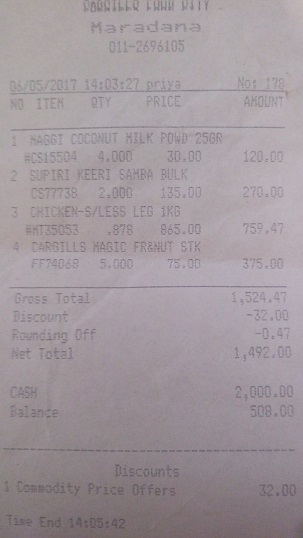 CARGILLS FOOD CITY
Maradana
011-2696105
06/05/2017 14:03:27 priya No: 178
NO ITEM QTY PRICE AMOUNT
1 MAGGI COCONUT MILK POWD 25GR
#CS15504 4.000 30.00 120.00
2 SUPIRI KEERI SAMBA BULK
CS77738 2.000 135.00 270.00
3 CHICKEN-S/LESS LEG 1KG
#MT35053 .878 865.00 759.47
4 CARGILLS MAGIC FR&NUT STK
FF74068 5.000 75.00 375.00
Gross Total 1,524.47
Discount -32.00
Rounding Off -0.47
Net Total 1,492.00
CASH 2,000.00
Balance 508.00
Discounts
1 Commodity Price Offers 32.00
Time End 14:05:42